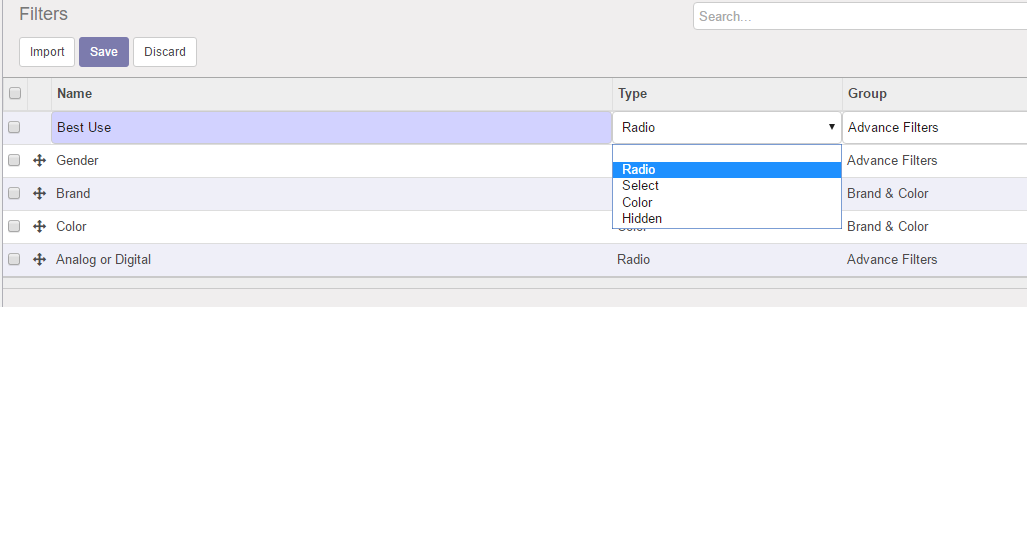 Filters
Search...
Import Save Discard
Name Type Group
Best Use Radio Advance Filters
Gender Advance Filters
Radio
Select
Brand Brand & Color
Color
Hidden
Color Color Brand & Color
Analog or Digital Radio Advance Filters